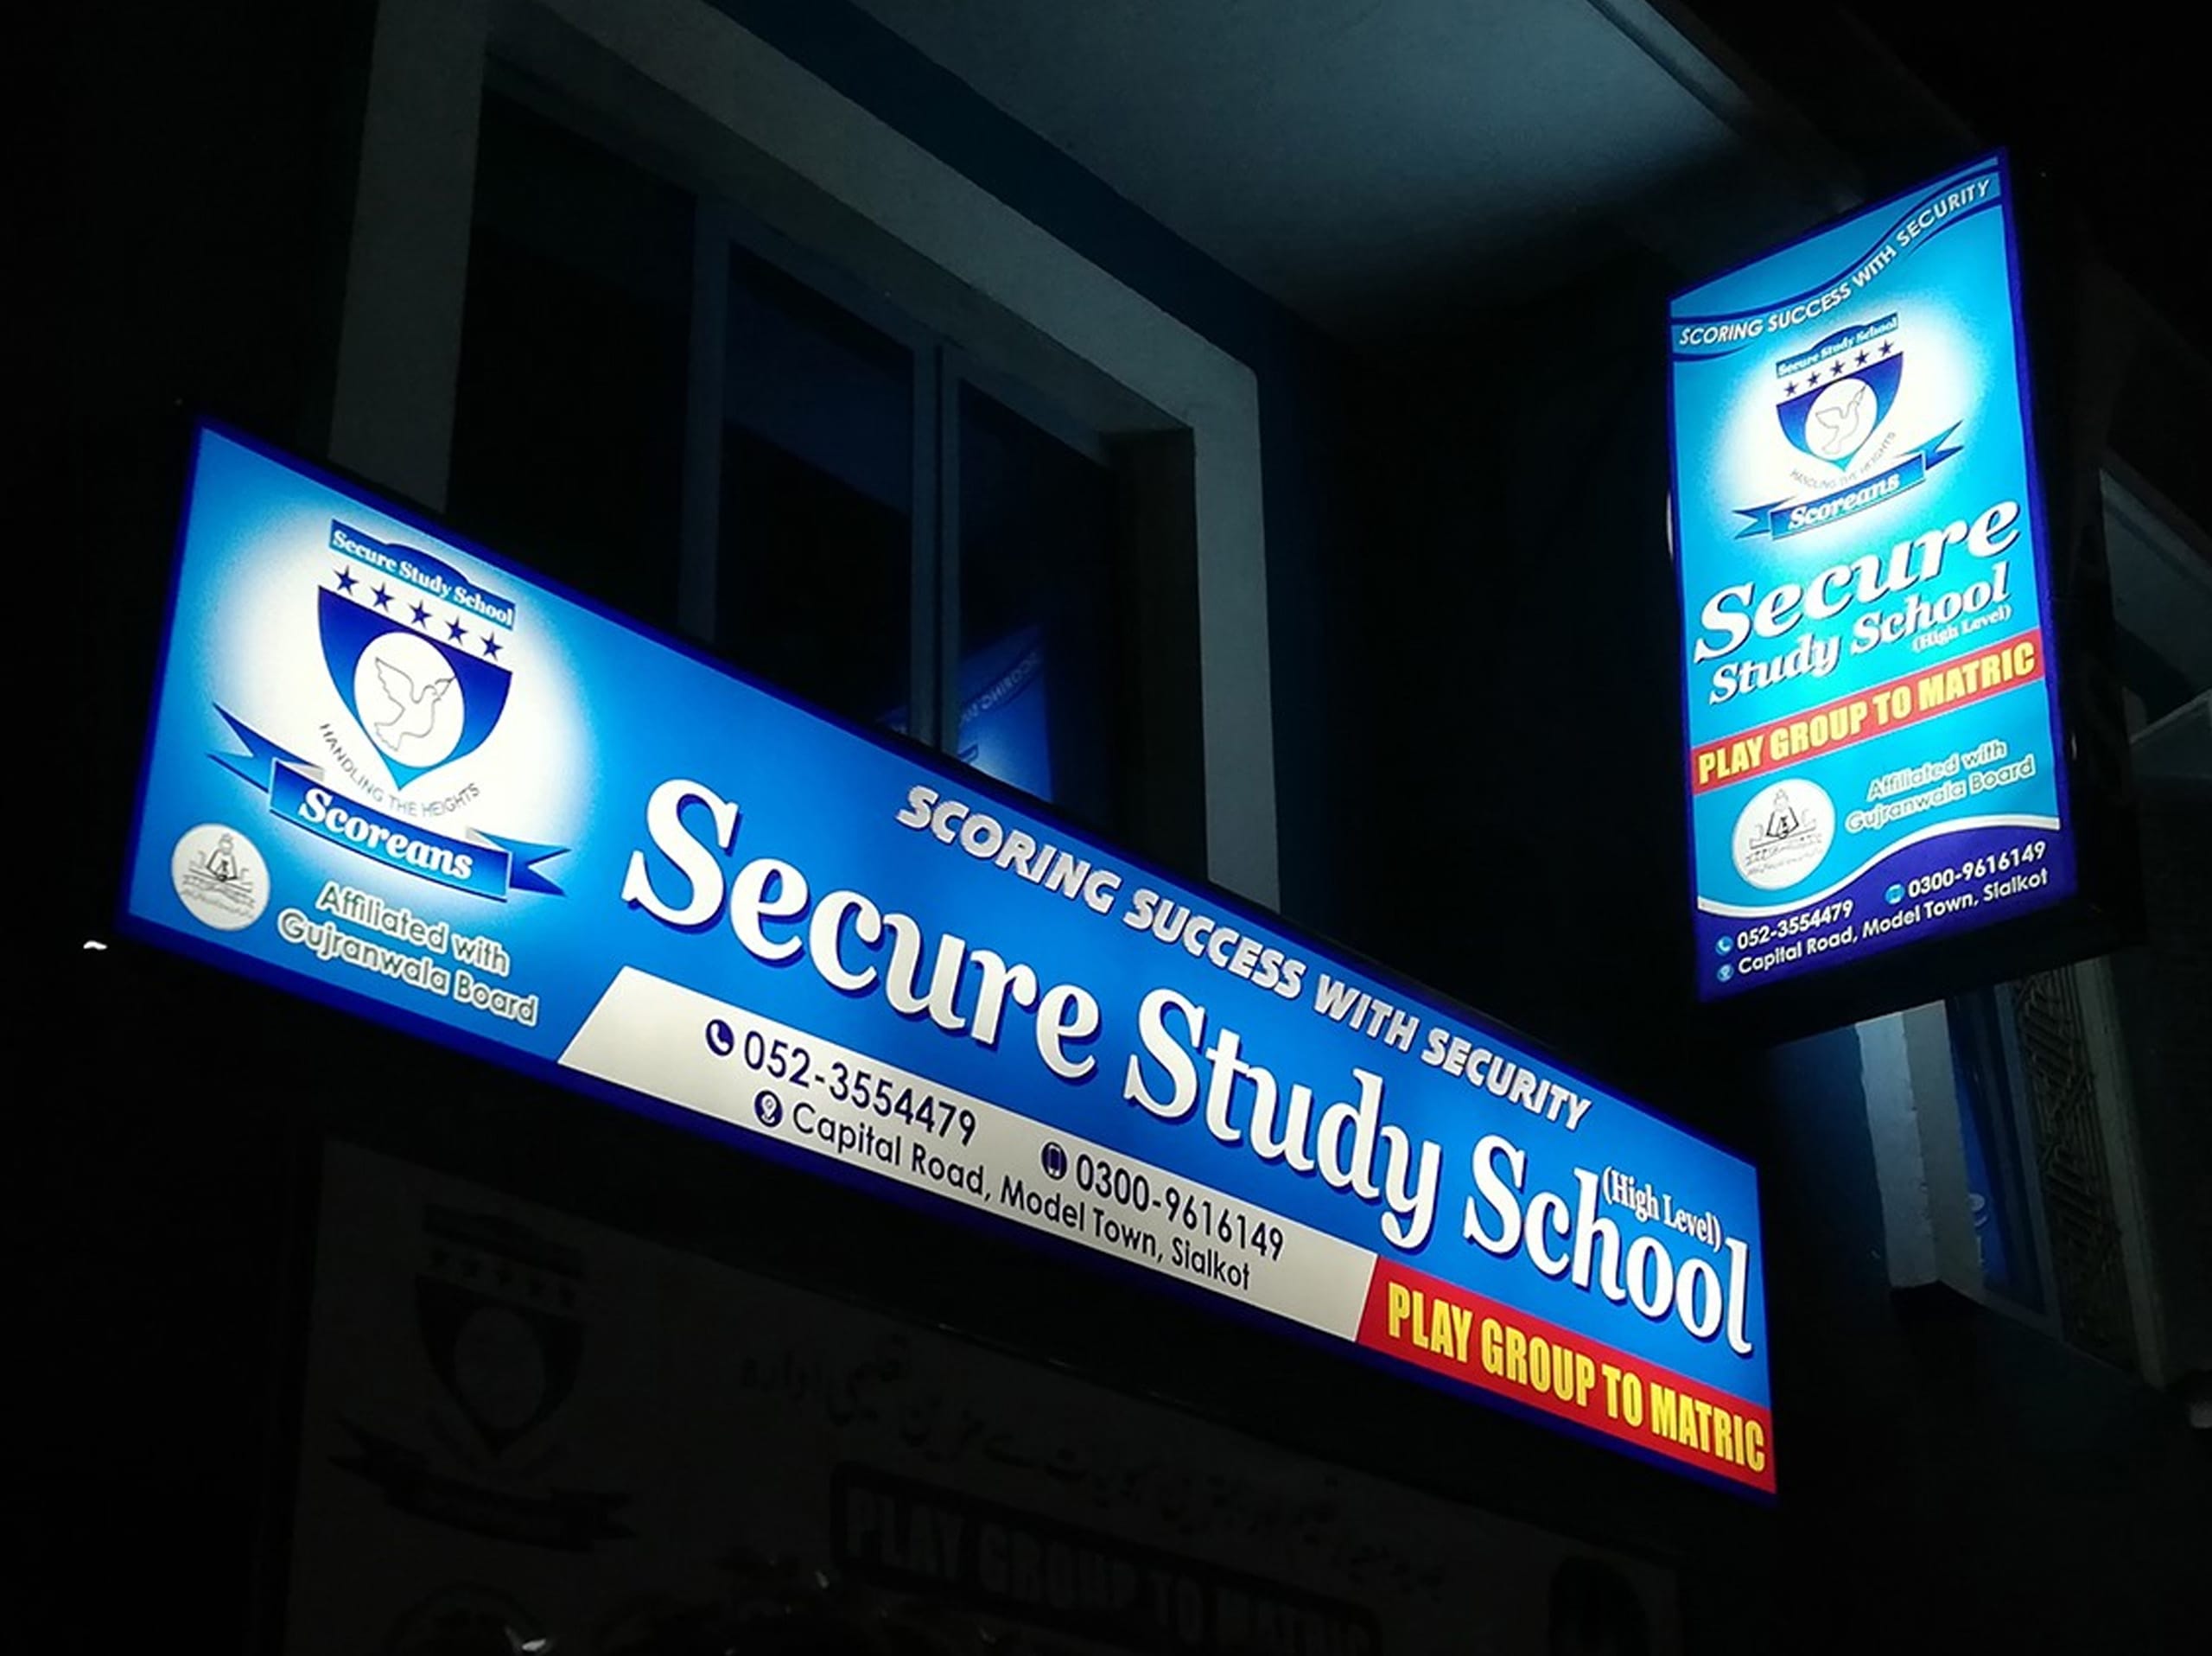 Secure Study School
HANDLING THE HEIGHTS
Scoreans
Affiliated with
Gujranwala Board
SCORING SUCCESS WITH SECURITY
Secure Study School
(High Level)
052-3554479 0300-9616149
Capital Road, Model Town, Sialkot
PLAY GROUP TO MATRIC
SCORING SUCCESS WITH SECURITY
Secure Study School
HANDLING THE HEIGHTS
Scoreans
Secure
Study School
(High Level)
PLAY GROUP TO MATRIC
Affiliated with
Gujranwala Board
052-3554479 0300-9616149
Capital Road, Model Town, Sialkot
PLAY GROUP TO MATRIC